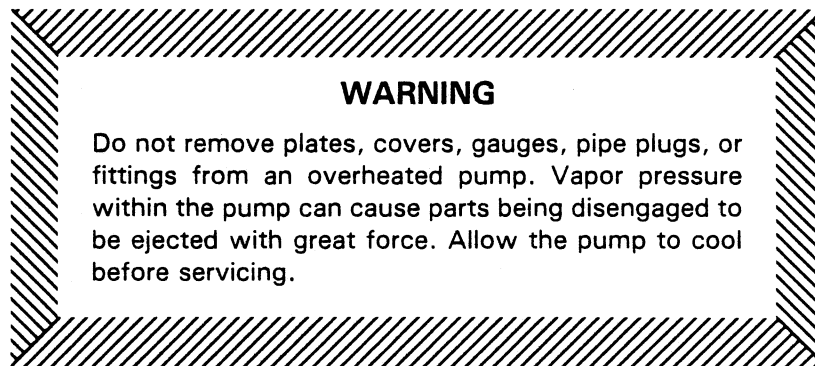 WARNING
Do not remove plates, covers, gauges, pipe plugs, or
fittings from an overheated pump. Vapor pressure
within the pump can cause parts being disengaged to
be ejected with great force. Allow the pump to cool
before servicing.